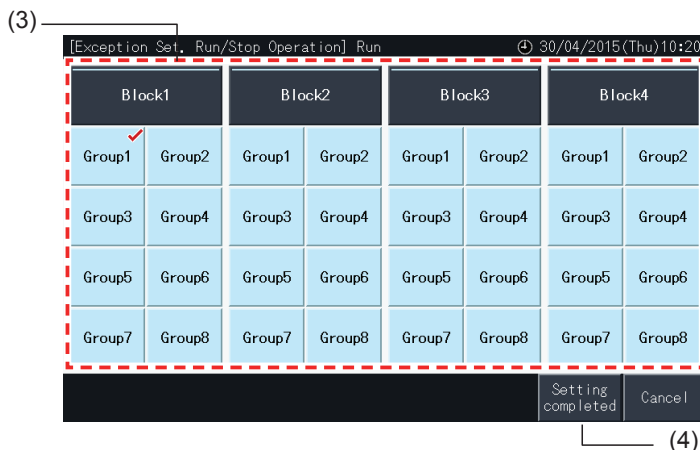 (3)
[Exception Set. Run/Stop Operation] Run 30/04/2015(Thu)10:20
Block1 Block2 Block3 Block4
Group1 Group2 Group1 Group2 Group1 Group2 Group1 Group2
Group3 Group4 Group3 Group4 Group3 Group4 Group3 Group4
Group5 Group6 Group5 Group6 Group5 Group6 Group5 Group6
Group7 Group8 Group7 Group8 Group7 Group8 Group7 Group8
Setting
completed Cancel
(4)